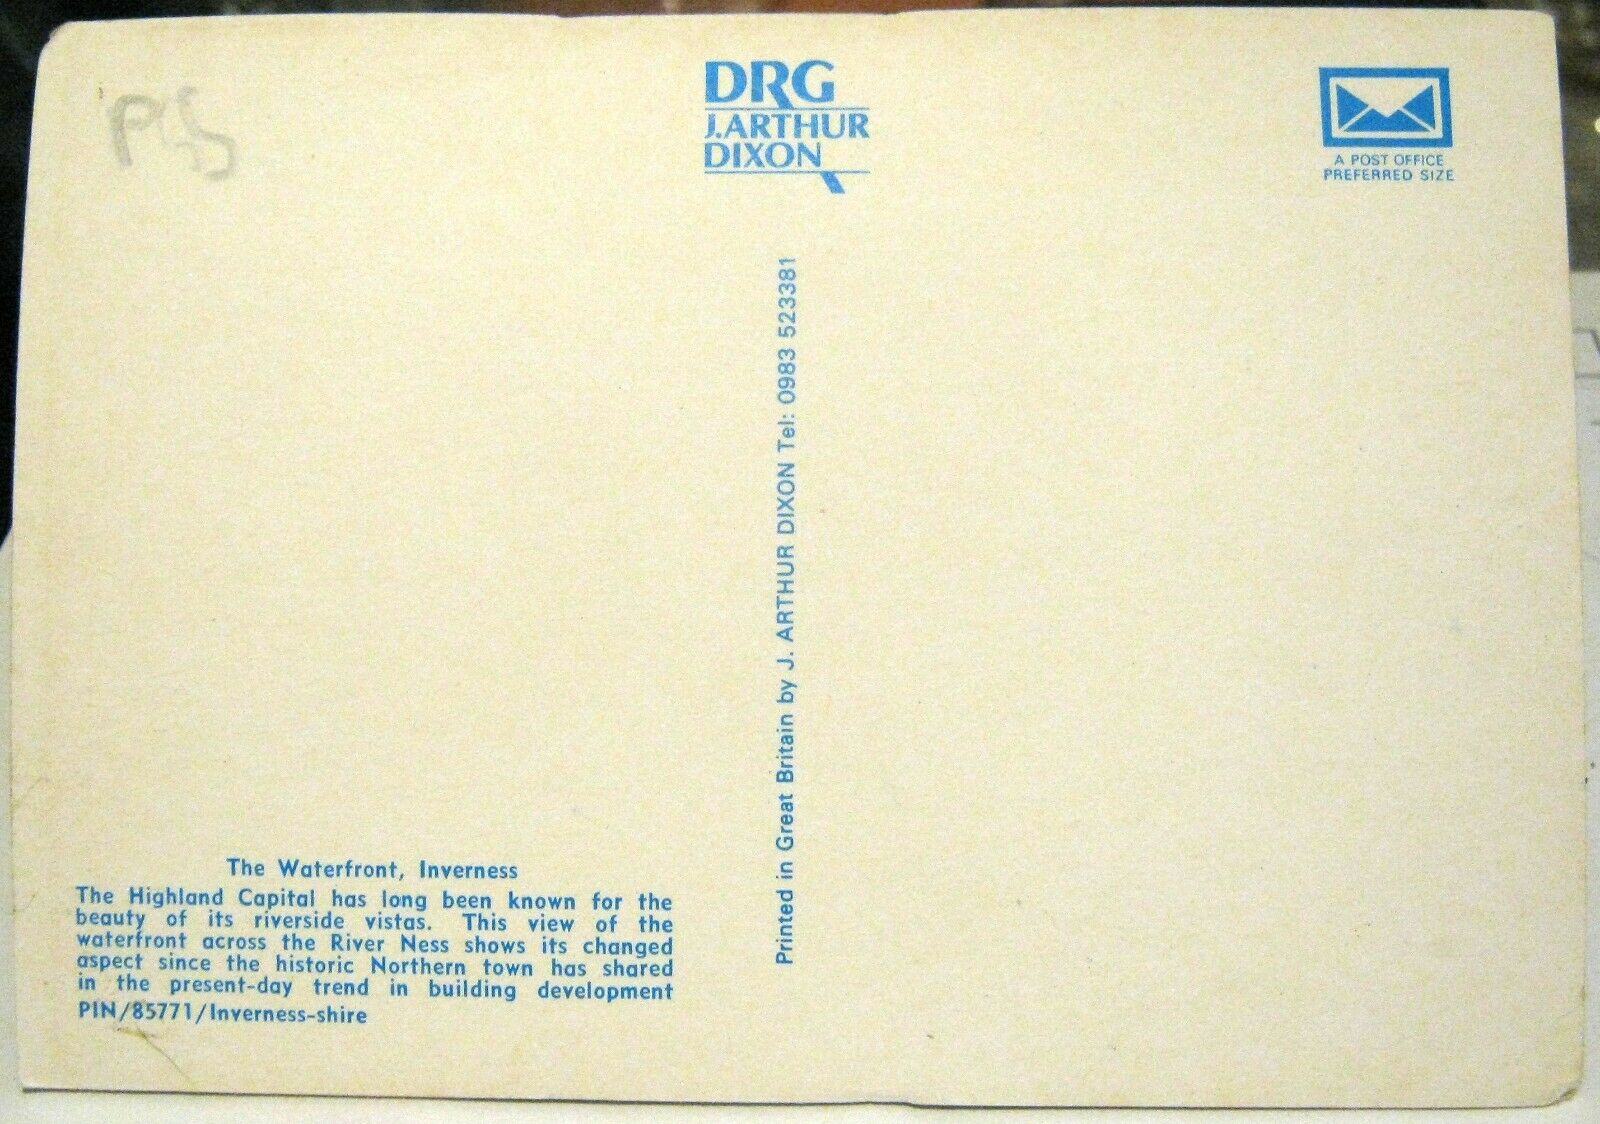 DRG
J.ARTHUR
DIXON
A POST OFFICE
PREFERRED SIZE
Printed in Great Britain by J. ARTHUR DIXON Tel: 0983 523381
The Waterfront, Inverness
The Highland Capital has long been known for the
beauty of its riverside vistas. This view of the
waterfront across the River Ness shows its changed
aspect since the historic Northern town has shared
in the present-day trend in building development
PIN/85771/Inverness-shire